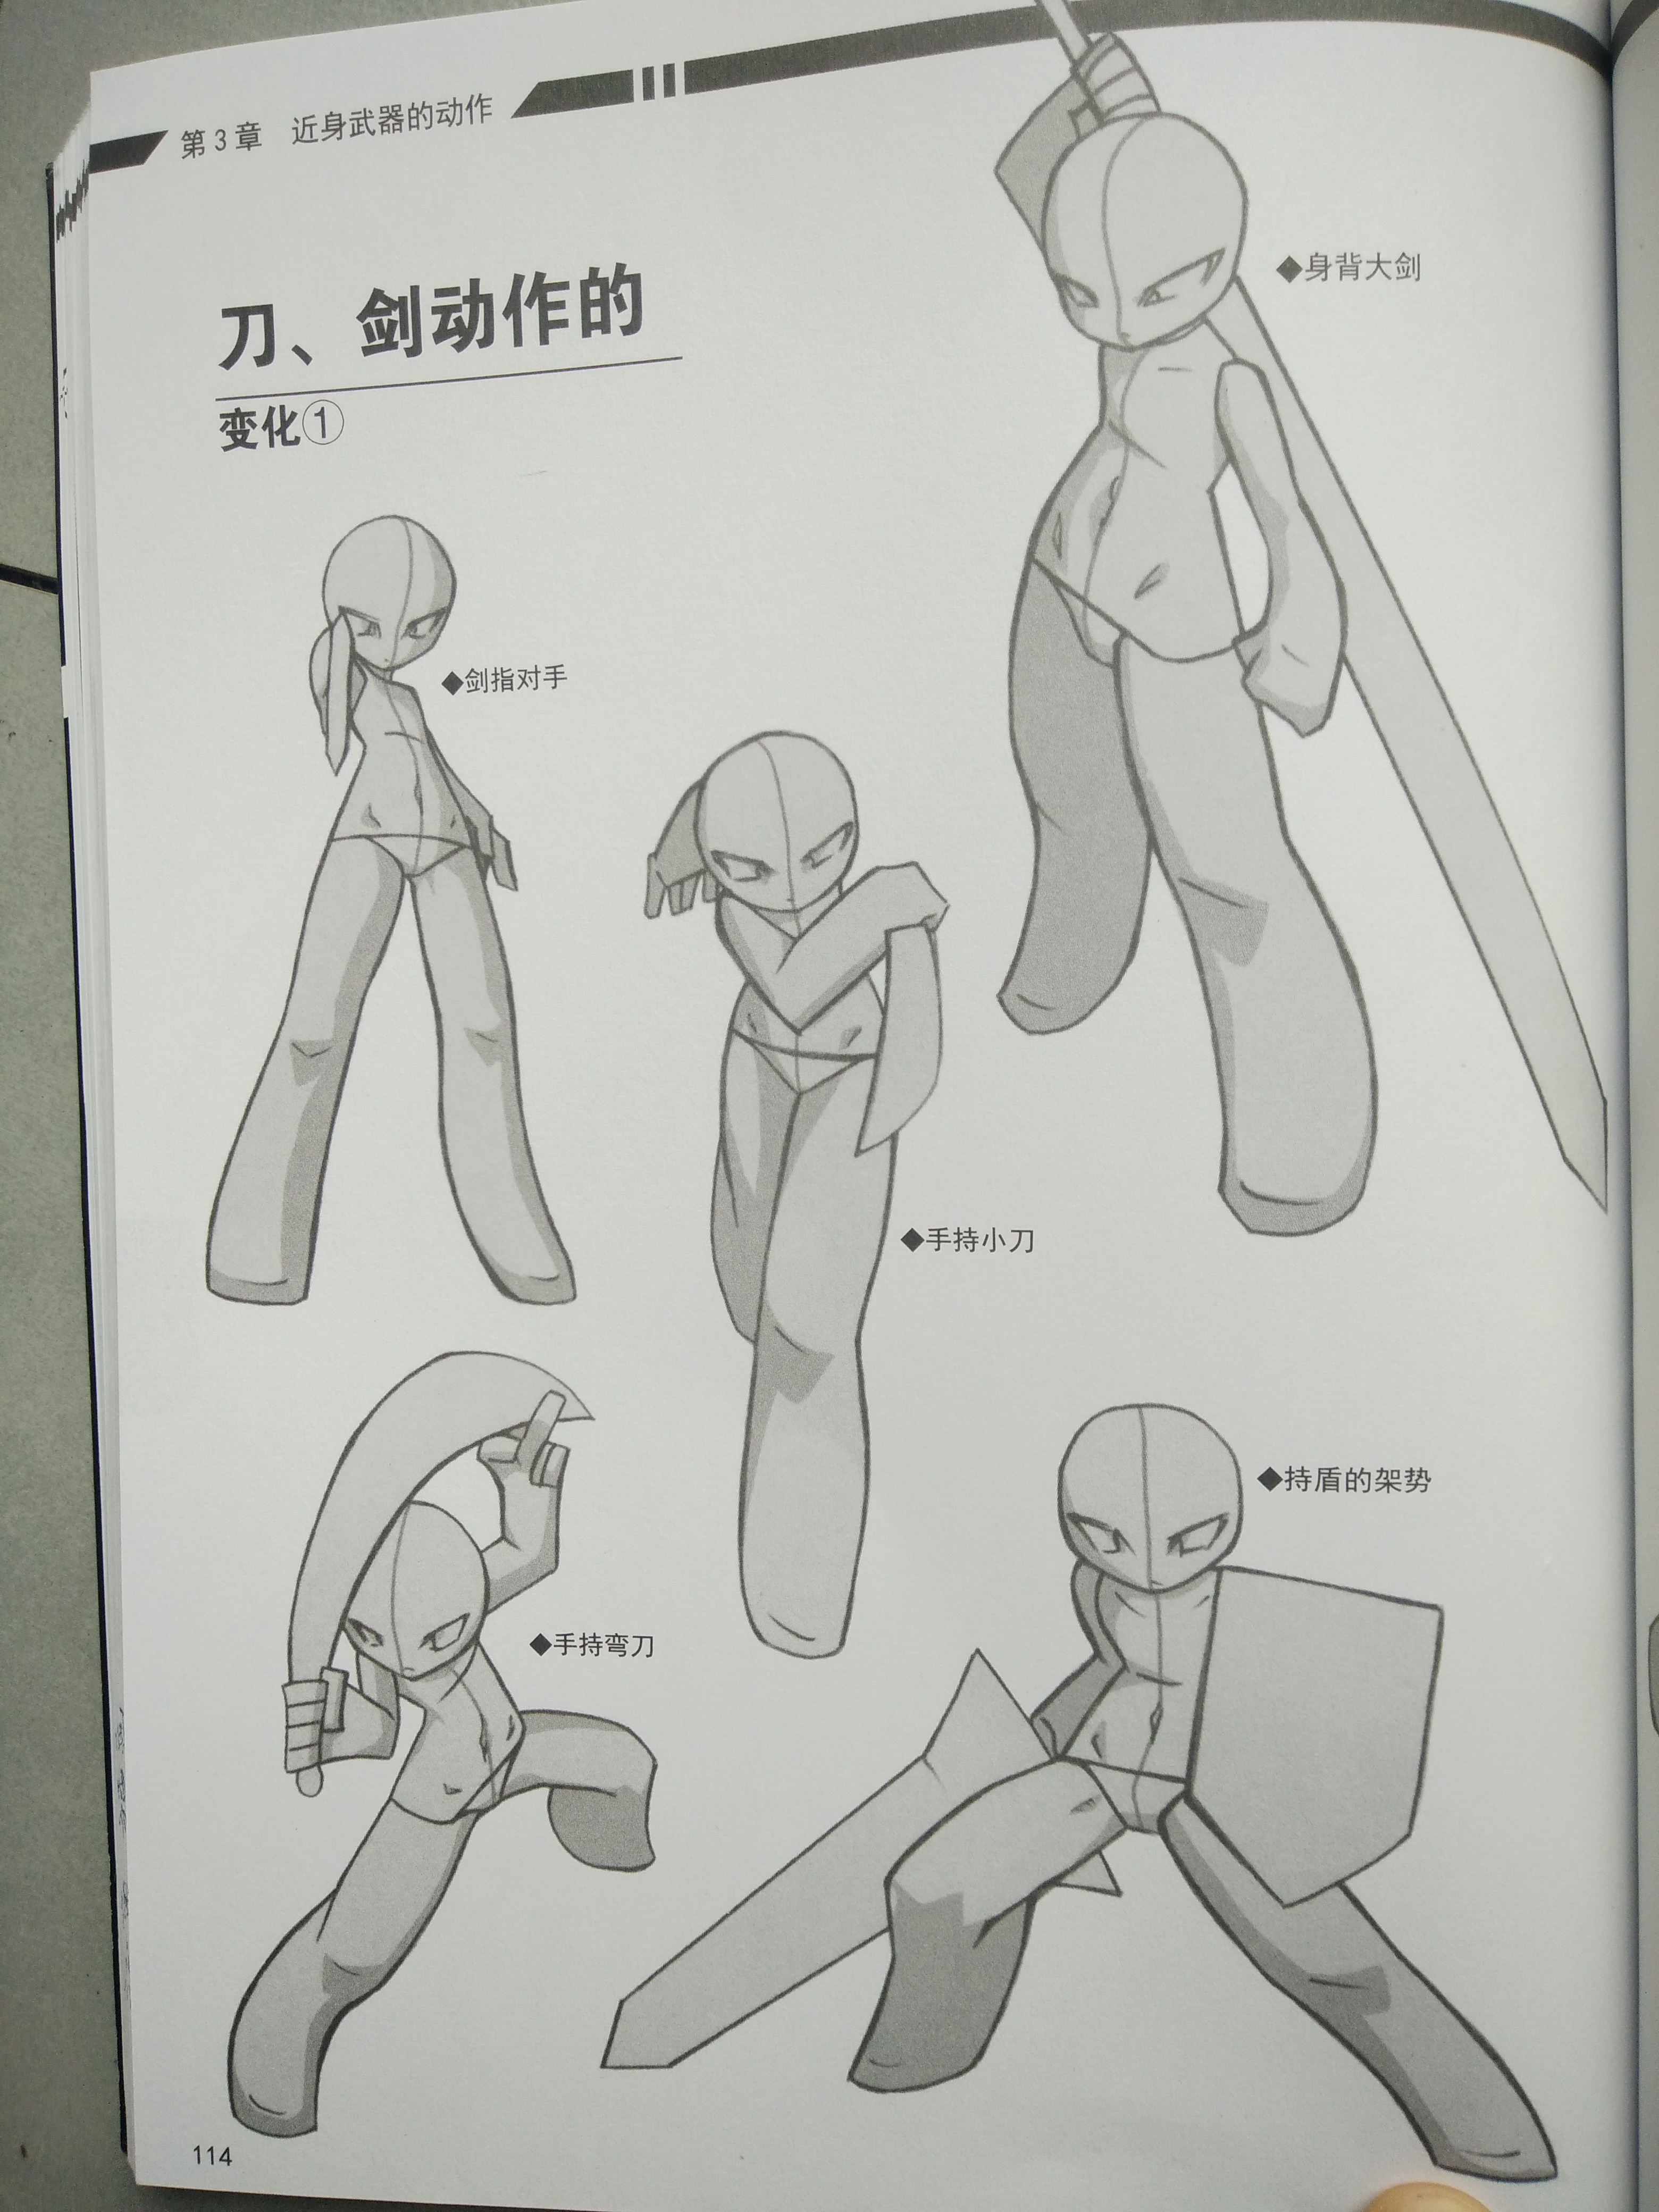 第3章 近身武器的动作
刀、剑动作的
变化①
◆身背大剑
◆剑指对手
◆手持小刀
◆持盾的架势
◆手持弯刀
114